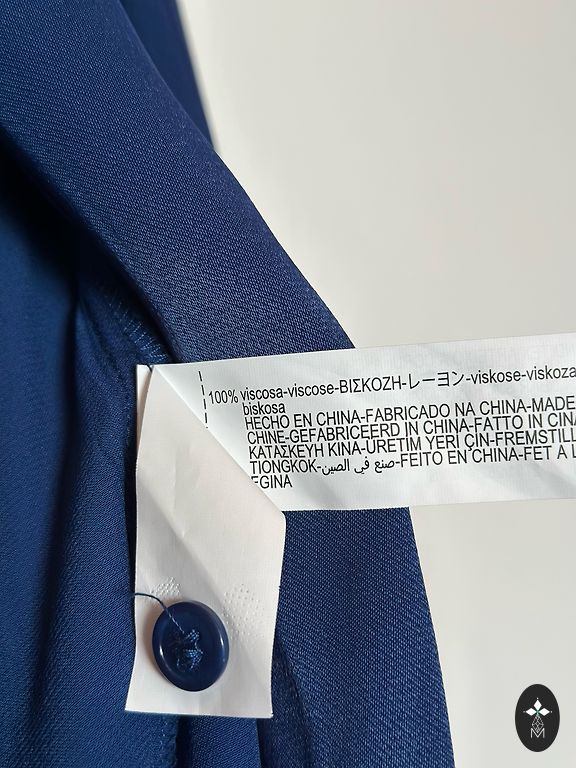 100% viscosa-viscose-ΒΙΣΚΟΖΗ-レーヨン-viskose-viskoza
biskosa
HECHO EN CHINA-FABRICADO NA CHINA-MADE
CHINE-GEFABRICEERD IN CHINA-FATTO IN CINA
ΚΑΤΑΣΚΕΥΗ ΚΙΝΑ-ÜRETIM YERİ ÇİN-FREMSTILL
TIONGKOK-صنع في الصين-FEITO EN CHINA-FET A L
EGINA
M